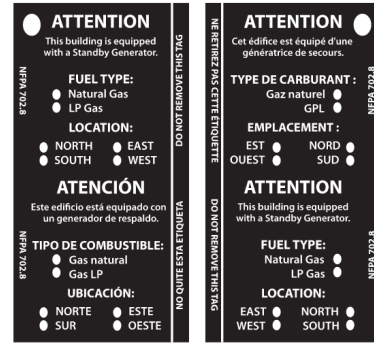 ATTENTION
This building is equipped
with a Standby Generator.
NFPA 702.8
FUEL TYPE:
Natural Gas
LP Gas
LOCATION:
NORTH EAST
SOUTH WEST
DO NOT REMOVE THIS TAG
ATENCIÓN
Este edificio está equipado con
un generador de respaldo.
NFPA 702.8
TIPO DE COMBUSTIBLE:
Gas natural
Gas LP
UBICACIÓN:
NORTE ESTE
SUR OESTE
NO QUITE ESTA ETIQUETA
NE RETIREZ PAS CETTE ÉTIQUETTE
ATTENTION
Cet édifice est équipé d'une
génératrice de secours.
TYPE DE CARBURANT :
Gaz naturel
GPL
NFPA 702.8
EMPLACEMENT :
EST NORD
OUEST SUD
DO NOT REMOVE THIS TAG
ATTENTION
This building is equipped
with a Standby Generator.
FUEL TYPE:
Natural Gas
LP Gas
NFPA 702.8
LOCATION:
EAST NORTH
WEST SOUTH